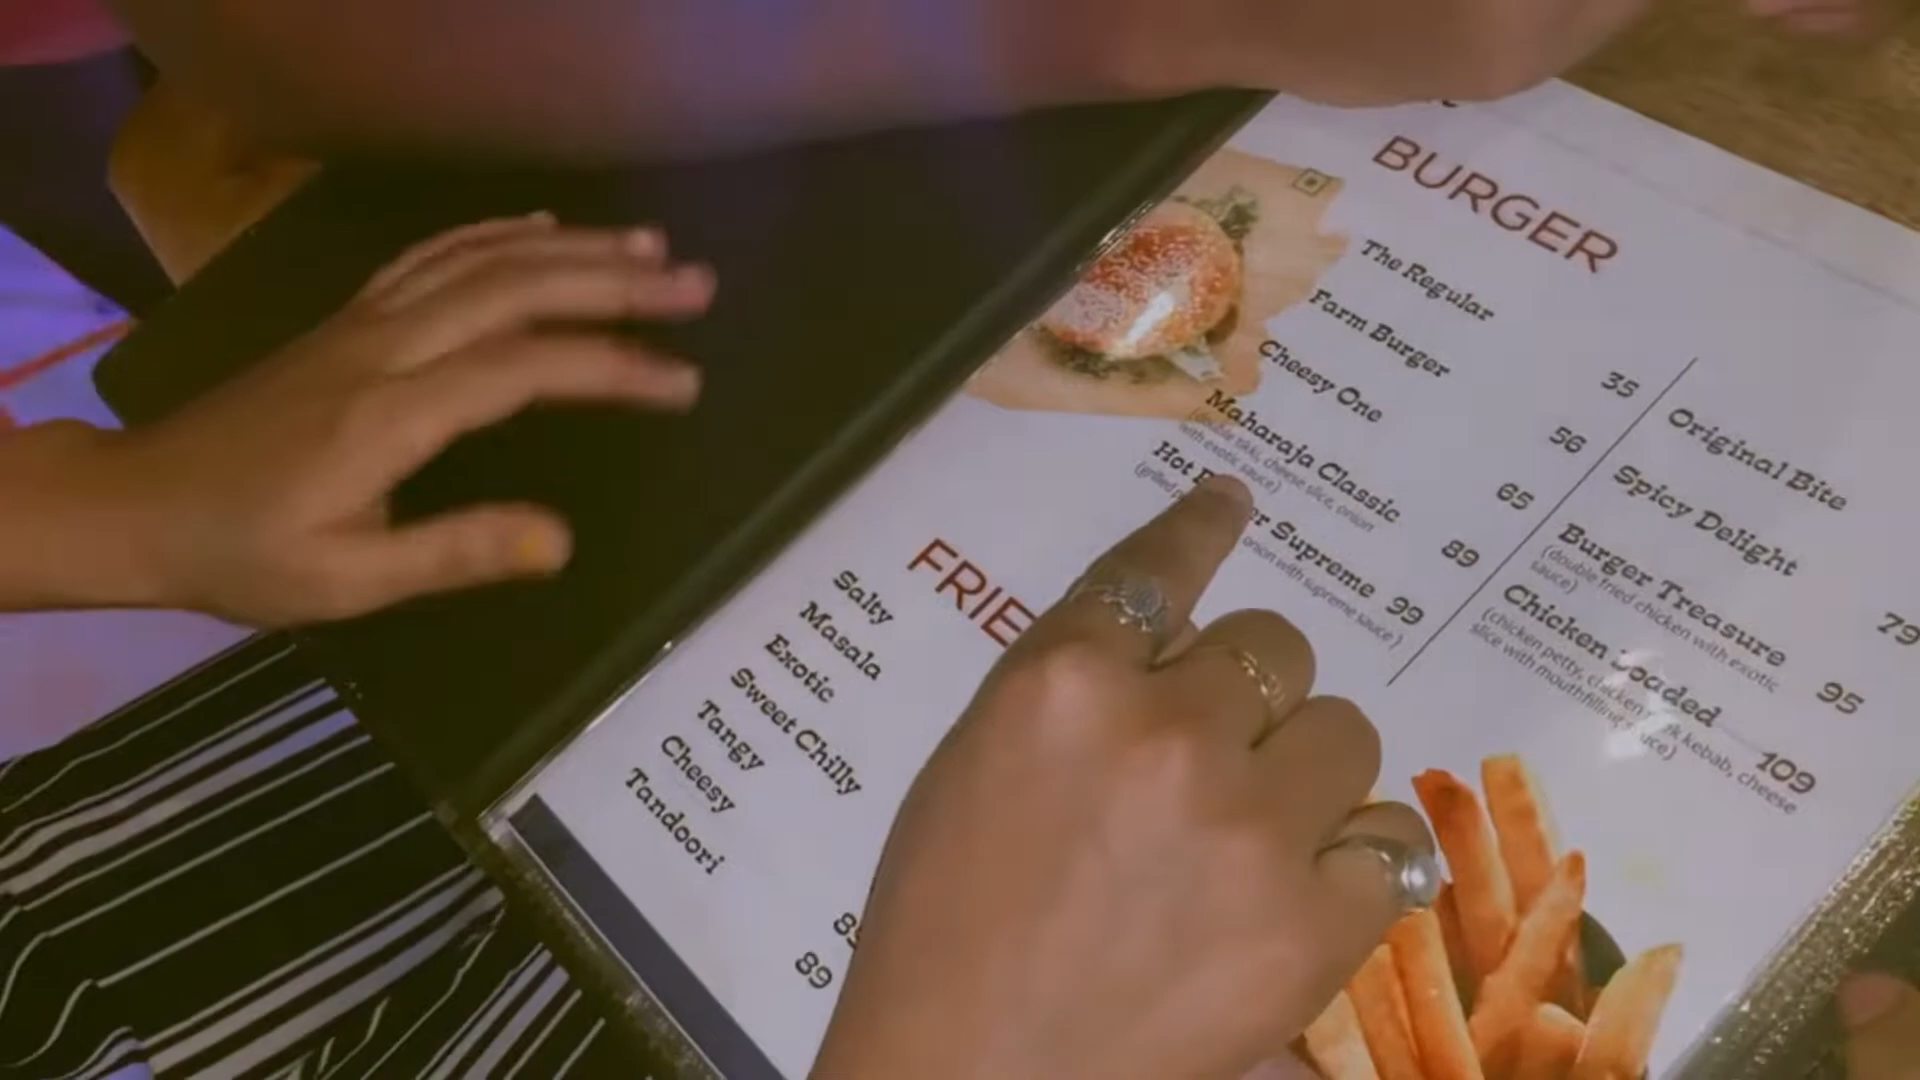 BURGER
The Regular 35
Farm Burger 56
Cheesy One 65
Maharaja Classic 89
(double tikki, cheese slice, onion
with exotic sauce)
Hot Supreme 99
(grilled onion with supreme sauce )
Original Bite
Spicy Delight 79
Burger Treasure 95
(double fried chicken with exotic
sauce)
Chicken Loaded 109
(chicken petty, chicken kebab, cheese
slice with mouthfilling sauce)
Salty
Masala
Exotic
Sweet Chilly
Tangy
Cheesy
Tandoori
89